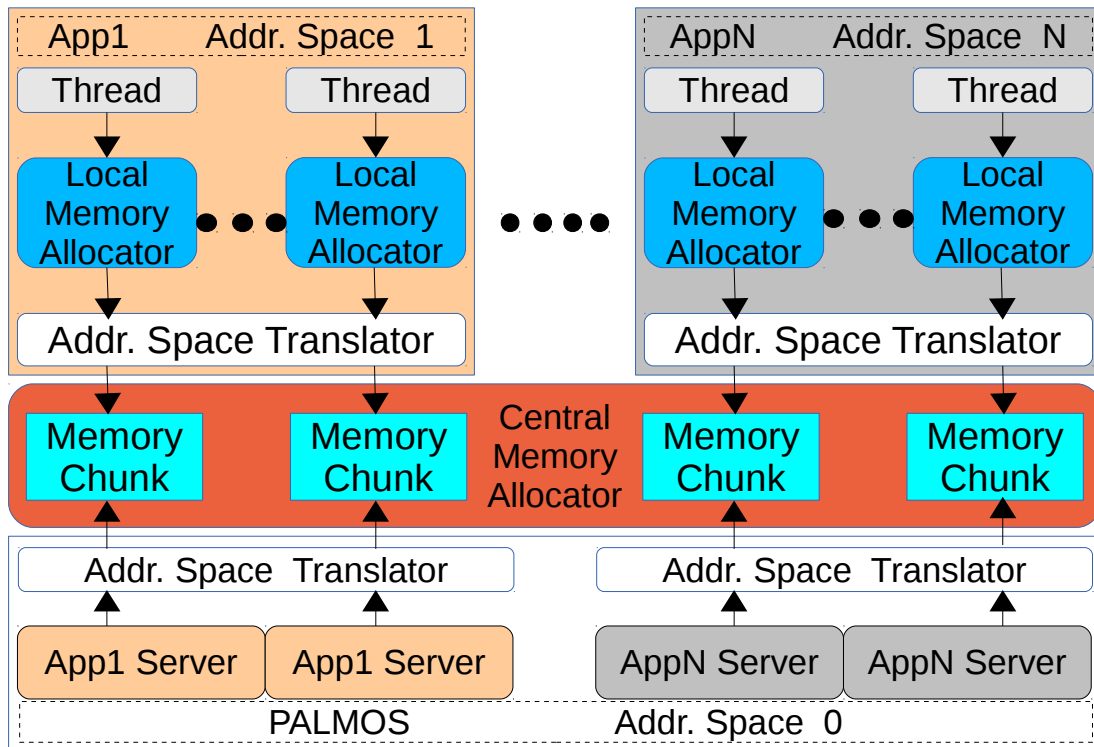 App1 Addr. Space 1
AppN Addr. Space N
Thread
Thread
Thread
Thread
Local
Memory
Allocator
Local
Memory
Allocator
Local
Memory
Allocator
Local
Memory
Allocator
Addr. Space Translator
Addr. Space Translator
Memory
Chunk
Memory
Chunk
Central
Memory
Allocator
Memory
Chunk
Memory
Chunk
Addr. Space Translator
Addr. Space Translator
App1 Server
App1 Server
AppN Server
AppN Server
PALMOS Addr. Space 0